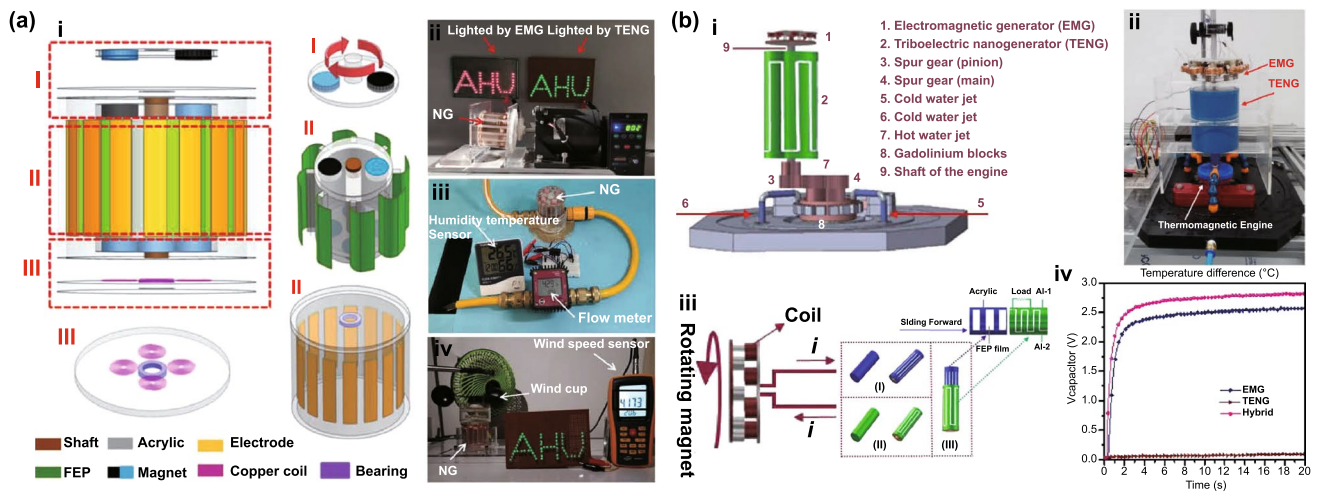 (a)
i
I
II
III
III
I
II
II
Shaft
Acrylic
Electrode
FEP
Magnet
Copper coil
Bearing
ii
Lighted by EMG Lighted by TENG
AHU
AHU
NG
iii
NG
Humidity temperature
Sensor
Flow meter
iv
Wind speed sensor
Wind cup
4173
NG
AHU
(b)
i
1
9
2
7
3
4
6
5
8
1. Electromagnetic generator (EMG)
2. Triboelectric nanogenerator (TENG)
3. Spur gear (pinion)
4. Spur gear (main)
5. Cold water jet
6. Cold water jet
7. Hot water jet
8. Gadolinium blocks
9. Shaft of the engine
ii
EMG
TENG
Thermomagnetic Engine
iii
Rotating magnet
Coil
i
i
(I)
(II)
(III)
SIding Forward
Acrylic
Load
Al-1
FEP film
Al-2
iv
Temperature difference (°C)
Vcapacitor (V)
3.0
2.5
2.0
1.5
1.0
0.5
0.0
EMG
TENG
Hybrid
0 2 4 6 8 10 12 14 16 18 20
Time (s)